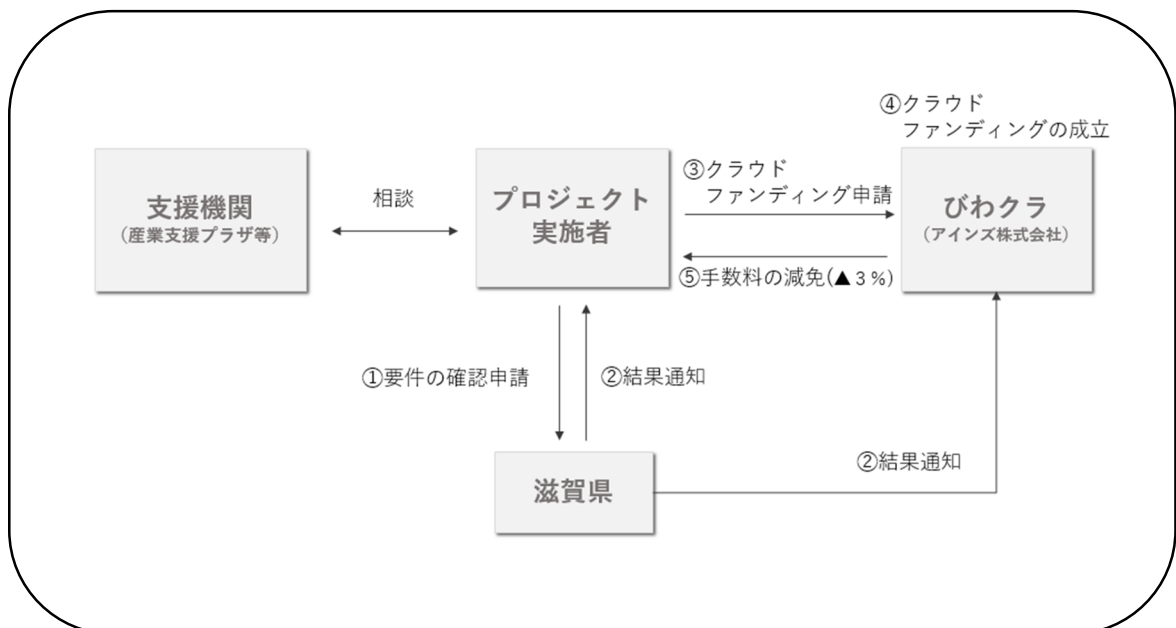 ④クラウド
ファンディングの成立
支援機関
（産業支援プラザ等）
相談
プロジェクト
実施者
③クラウド
ファンディング申請
びわクラ
（アインズ株式会社）
⑤手数料の減免(▲３％)
①要件の確認申請
②結果通知
滋賀県
②結果通知